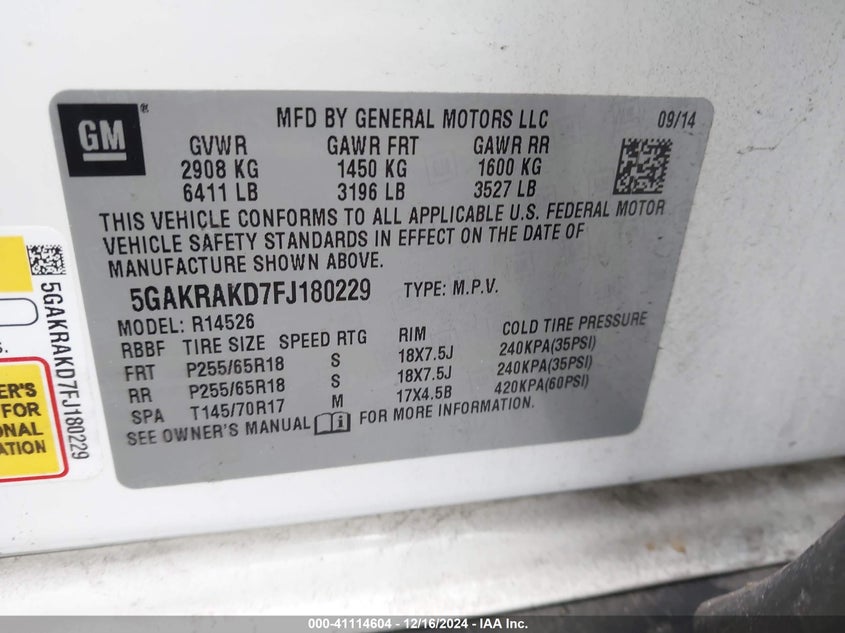 GM
MFD BY GENERAL MOTORS LLC 09/14
GVWR GAWR FRT GAWR RR
2908 KG 1450 KG 1600 KG
6411 LB 3196 LB 3527 LB
THIS VEHICLE CONFORMS TO ALL APPLICABLE U.S. FEDERAL MOTOR
VEHICLE SAFETY STANDARDS IN EFFECT ON THE DATE OF
MANUFACTURE SHOWN ABOVE.
5GAKRAKD7FJ180229 TYPE: M.P.V.
MODEL: R14526
RBBF TIRE SIZE SPEED RTG RIM COLD TIRE PRESSURE
FRT P255/65R18 S 18X7.5J 240KPA(35PSI)
RR P255/65R18 S 18X7.5J 240KPA(35PSI)
SPA T145/70R17 M 17X4.5B 420KPA(60PSI)
SEE OWNER'S MANUAL FOR MORE INFORMATION.
5GAKRAKD7FJ180229
S.
ER'S
FOR
ONAL
ATION
000-41114604 - 12/16/2024 - IAA Inc.